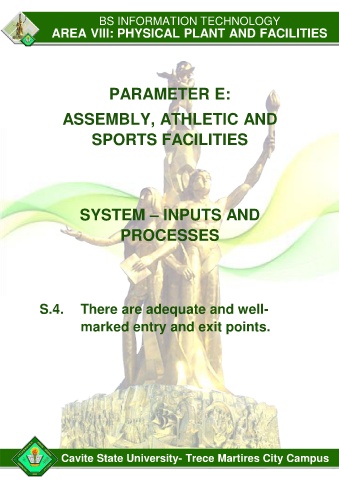 BS INFORMATION TECHNOLOGY
AREA VIII: PHYSICAL PLANT AND FACILITIES
PARAMETER E:
ASSEMBLY, ATHLETIC AND
SPORTS FACILITIES
SYSTEM – INPUTS AND
PROCESSES
S.4. There are adequate and well-
marked entry and exit points.
Cavite State University- Trece Martires City Campus